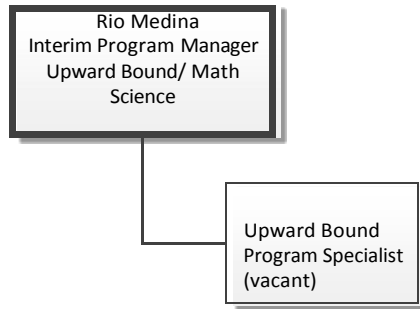 Rio Medina
Interim Program Manager
Upward Bound/ Math
Science
Upward Bound
Program Specialist
(vacant)